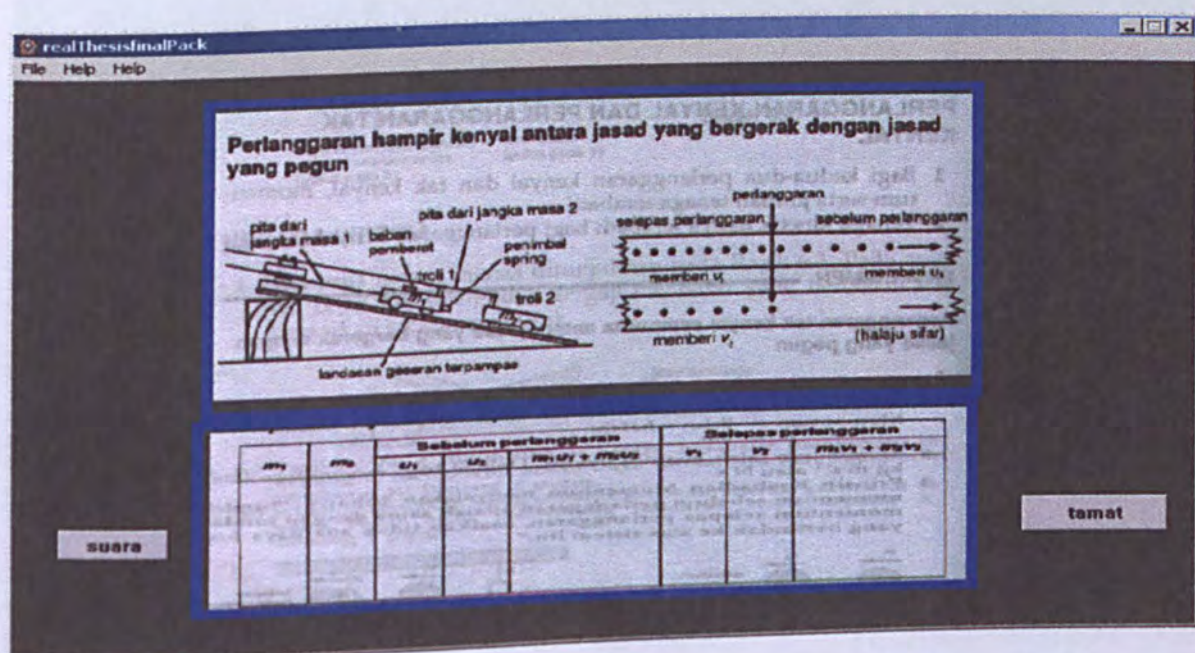 realThesisfinalPack
File Help Help
Perlanggaran hampir kenyal antara jasad yang bergerak dengan jasad
yang pegun
pita dari
jangka masa 1
beban
pemberat
pita dari jangka masa 2
troli 1
penimbal
spring
troli 2
m₁
m₂
landasan geseran terpampas
perlanggaran
selepas perlanggaran
sebelum perlanggaran
memberi v₁
memberi u₁
memberi v₂
(halaju sifar)
Sebelum perlanggaran
Selepas perlanggaran
m₁ m₂ u₁ u₂ m₁u₁ + m₂u₂ v₁ v₂ m₁v₁ + m₂v₂
suara
tamat